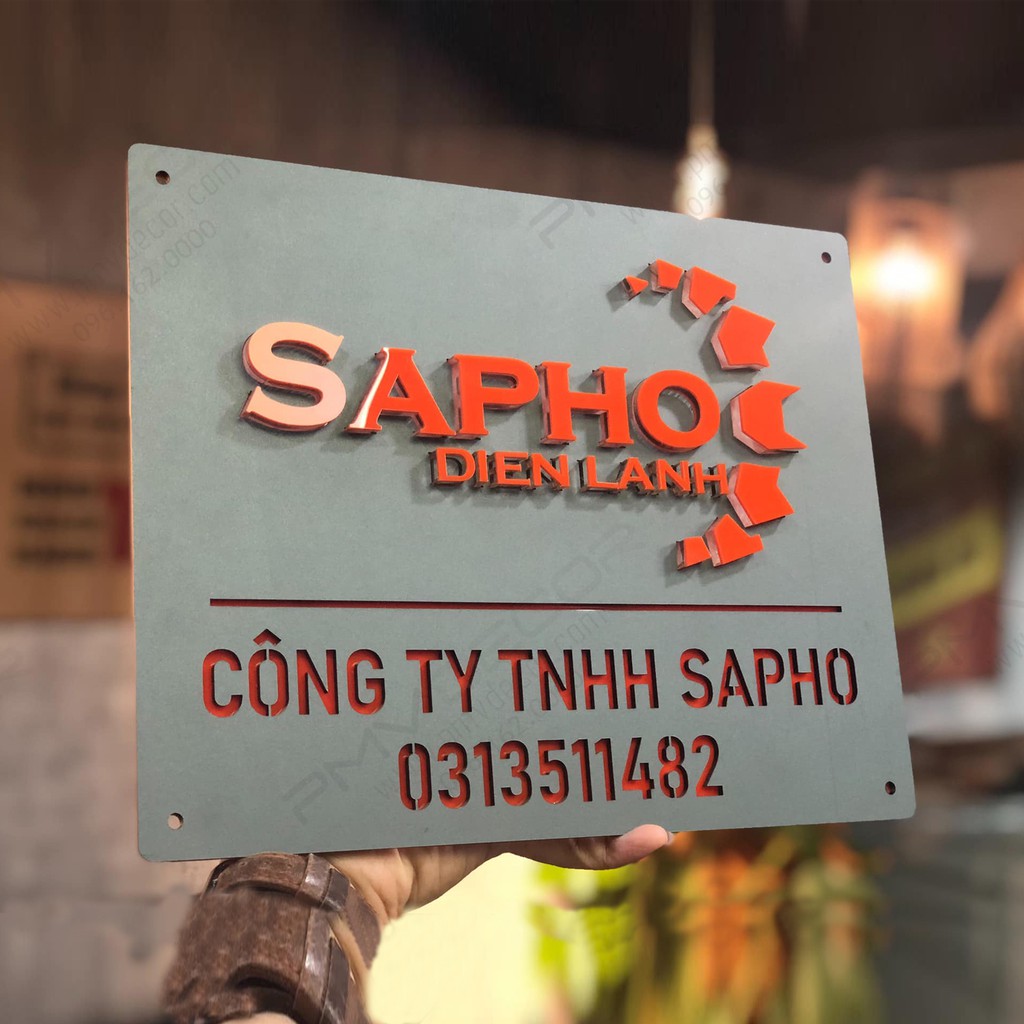 SAPHO
DIEN LANH
CÔNG TY TNHH SAPHO
0313511482